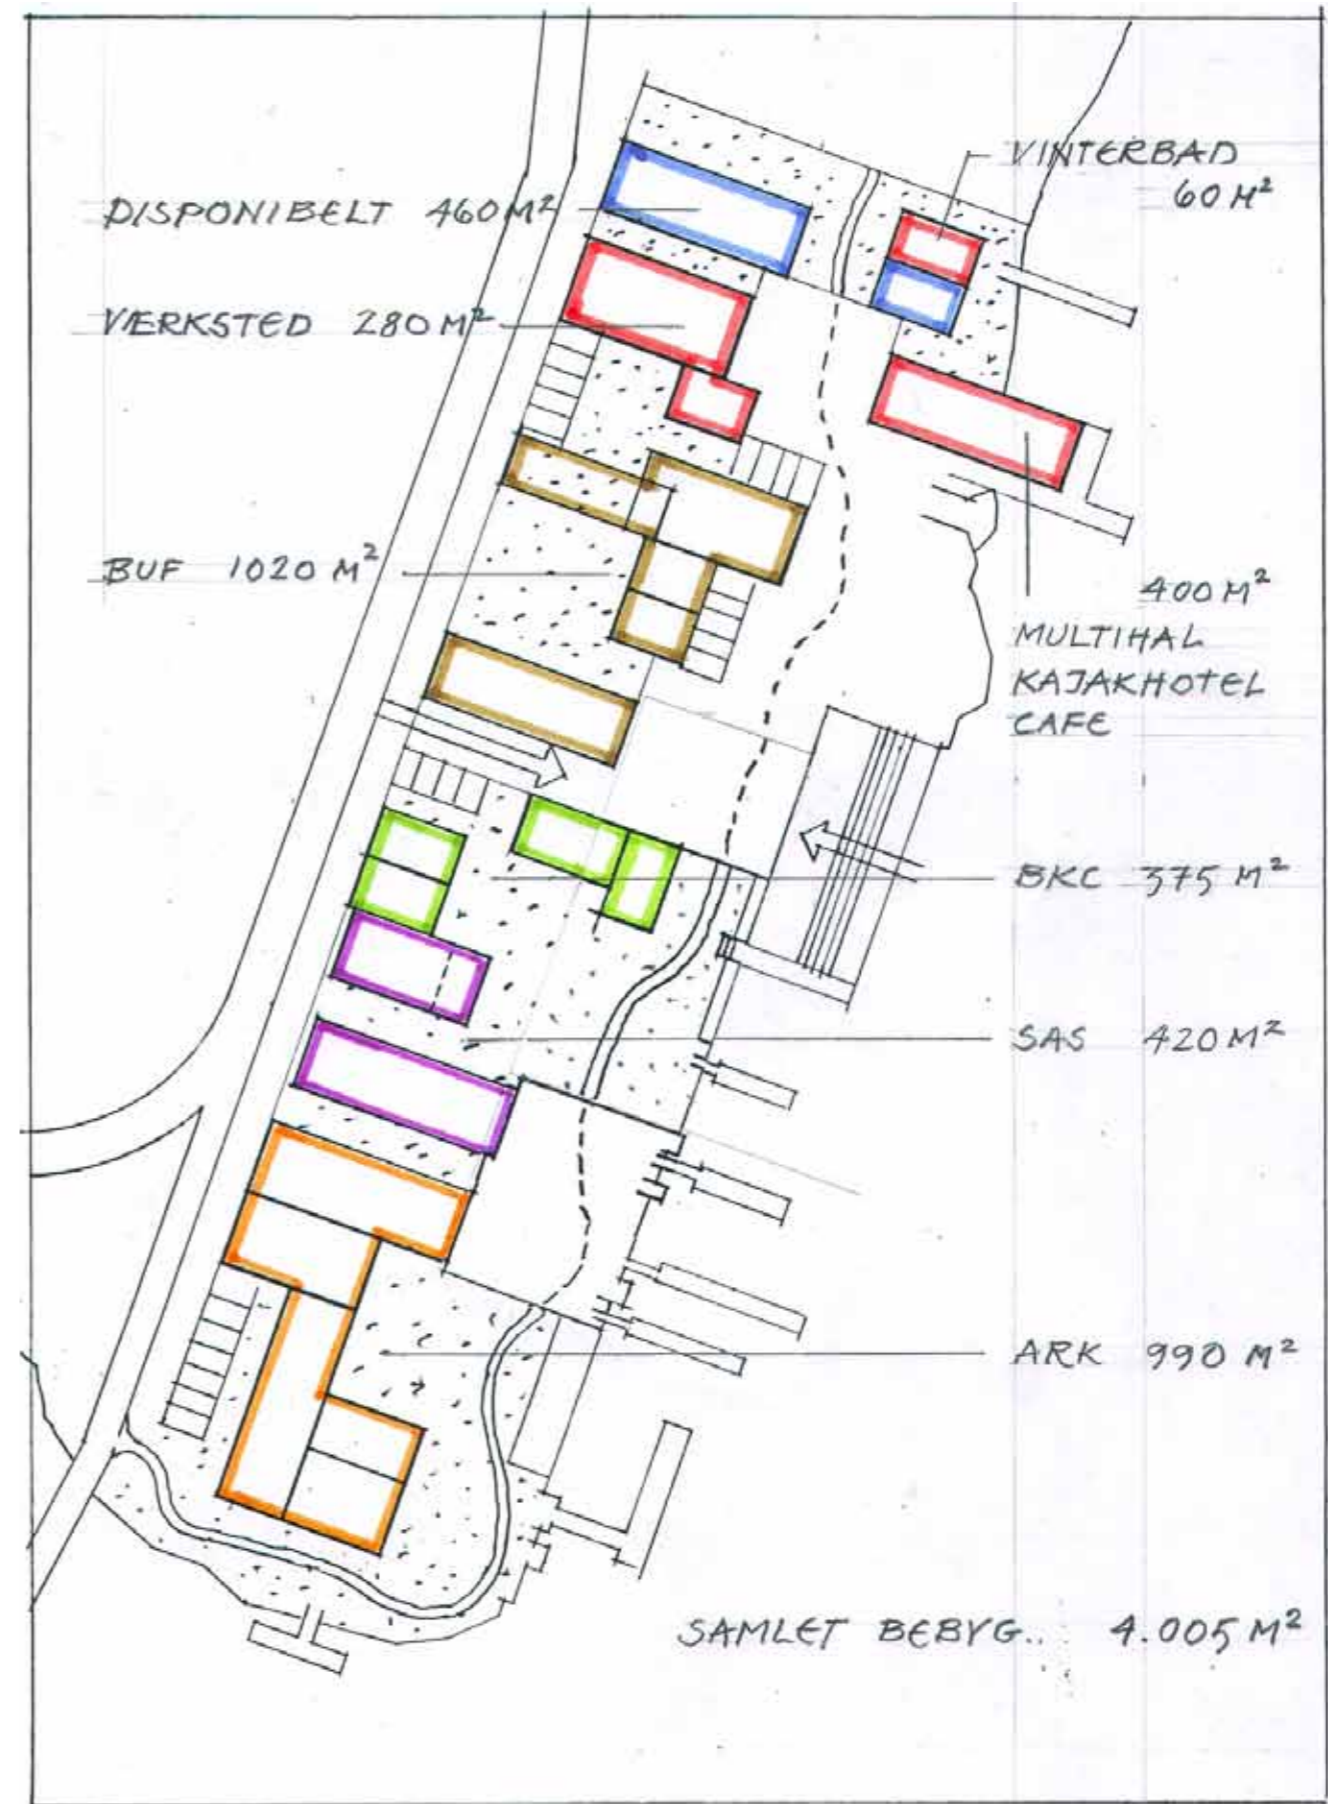 VINTERBAD
60 M²
DISPONIBELT 460 M²
VÆRKSTED 280 M²
BUF 1020 M²
400 M²
MULTIHAL
KAJAKHOTEL
CAFE
BKC 375 M²
SAS 420 M²
ARK 990 M²
SAMLET BEBYG.. 4.005 M²